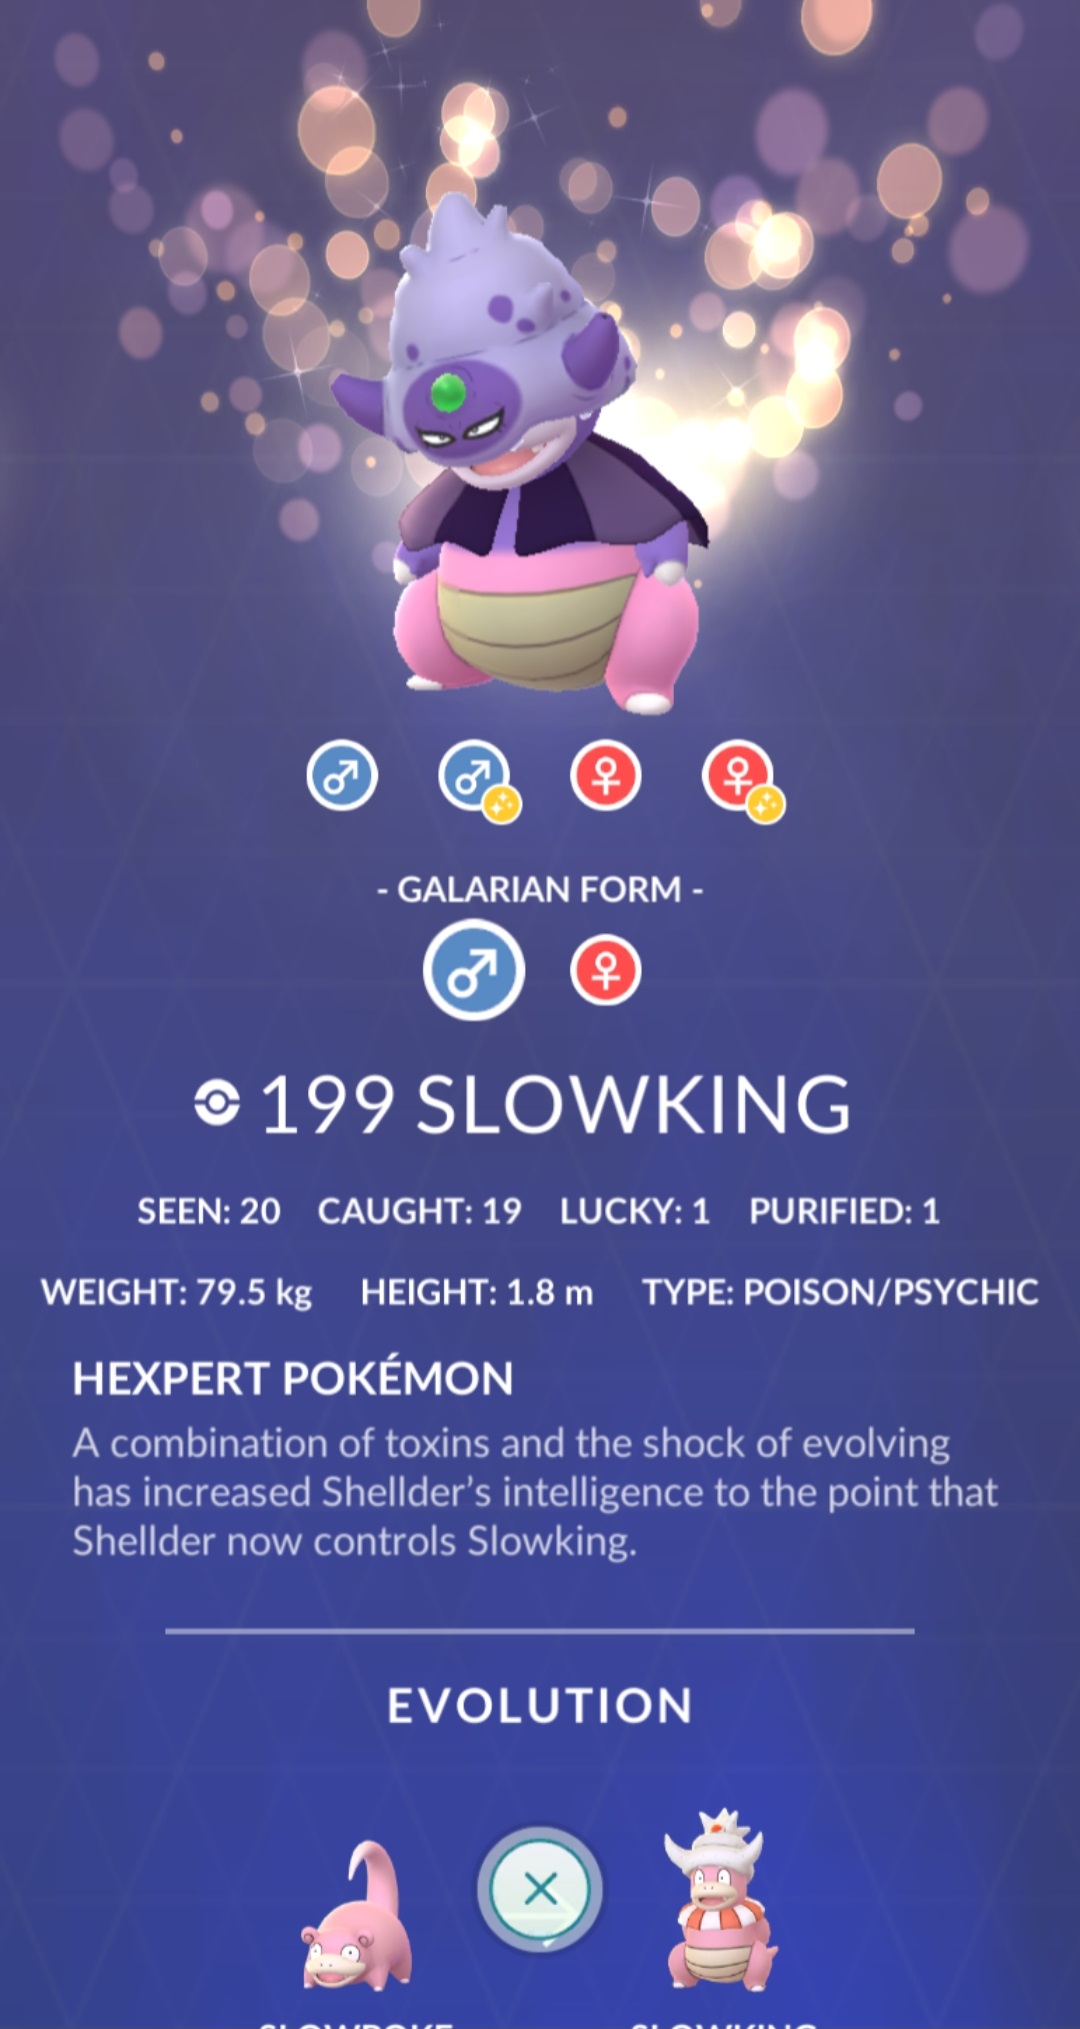 - GALARIAN FORM -
199 SLOWKING
SEEN: 20 CAUGHT: 19 LUCKY: 1 PURIFIED: 1
WEIGHT: 79.5 kg HEIGHT: 1.8 m TYPE: POISON/PSYCHIC
HEXPERT POKÉMON
A combination of toxins and the shock of evolving
has increased Shellder’s intelligence to the point that
Shellder now controls Slowking.
EVOLUTION
SLOWPOKE SLOWKING